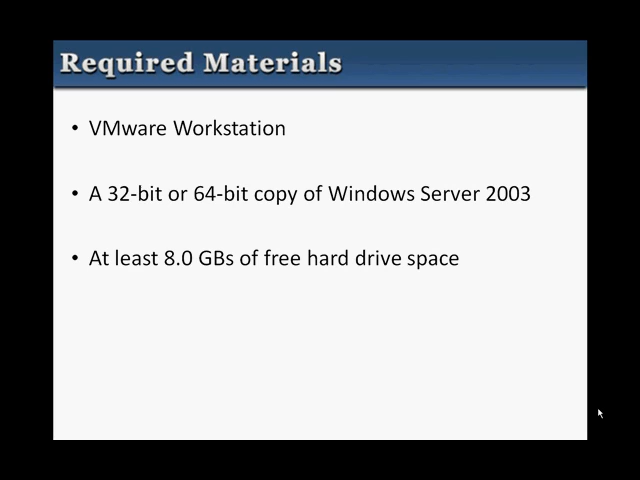 Required Materials
• VMware Workstation
• A 32-bit or 64-bit copy of Windows Server 2003
• At least 8.0 GBs of free hard drive space